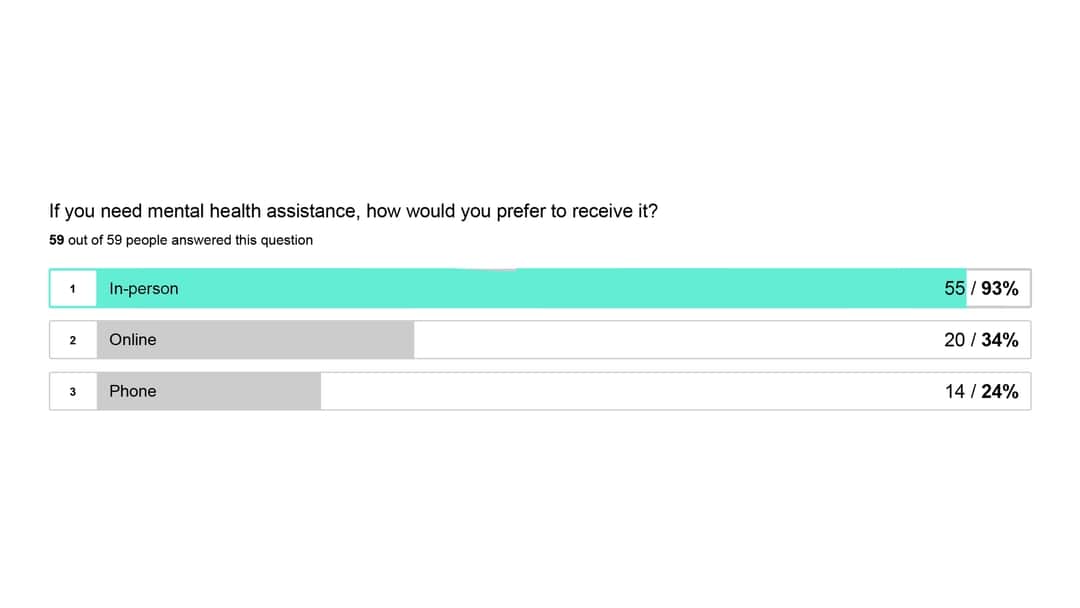 If you need mental health assistance, how would you prefer to receive it?
59 out of 59 people answered this question
1 In-person 55 / 93%
2 Online 20 / 34%
3 Phone 14 / 24%